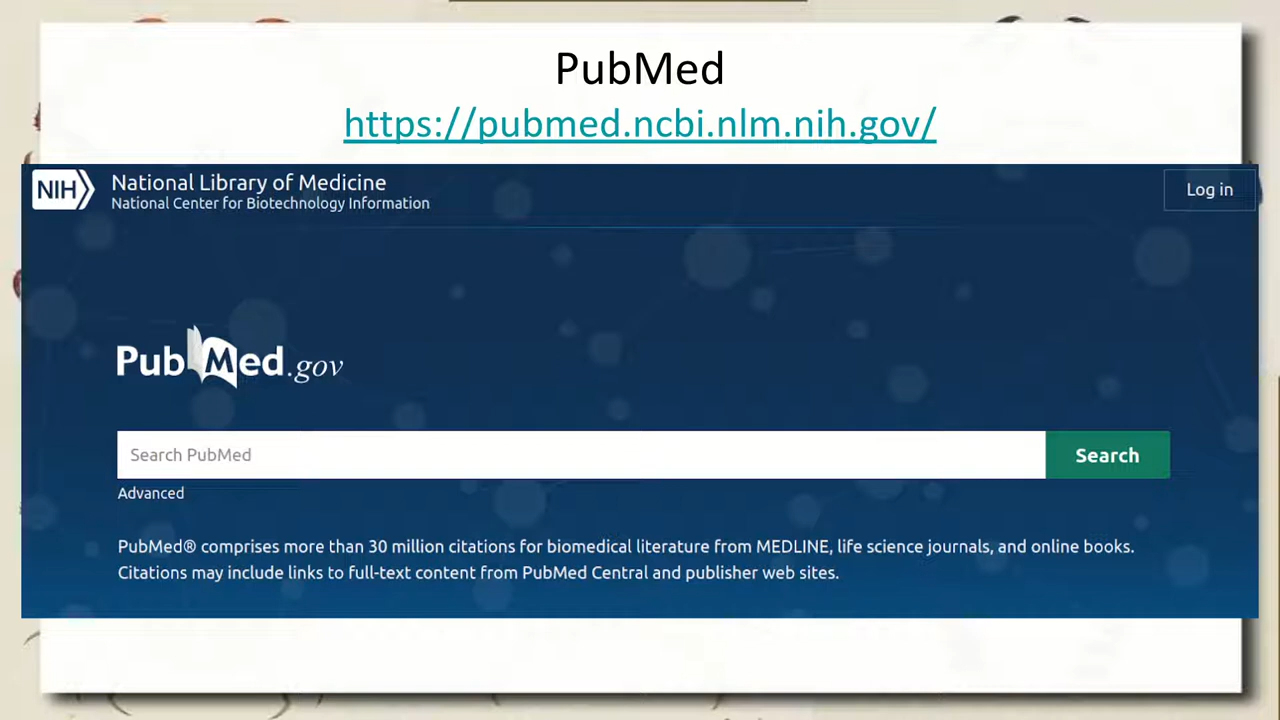 PubMed
https://pubmed.ncbi.nlm.nih.gov/
NIH
National Library of Medicine
National Center for Biotechnology Information
Log in
PubMed.gov
Search PubMed
Search
Advanced
PubMed® comprises more than 30 million citations for biomedical literature from MEDLINE, life science journals, and online books.
Citations may include links to full-text content from PubMed Central and publisher web sites.